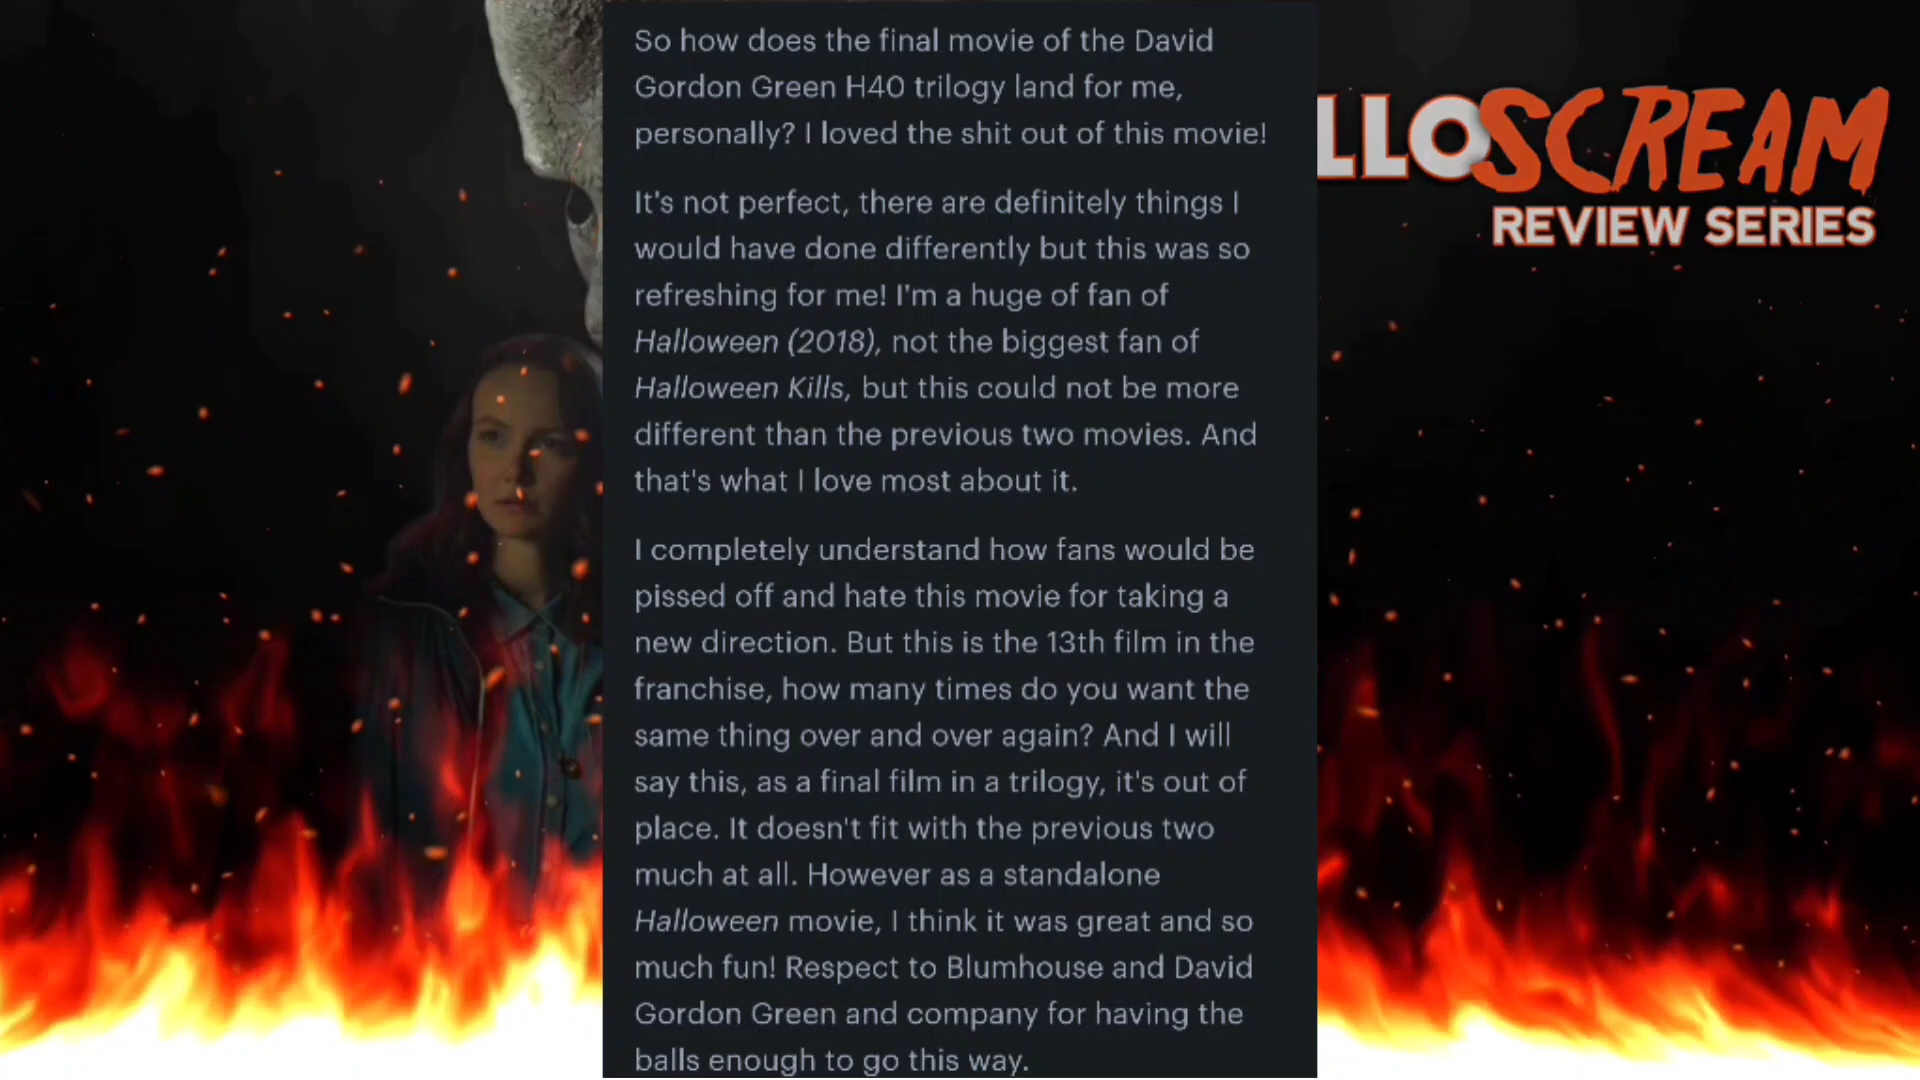 So how does the final movie of the David
Gordon Green H40 trilogy land for me,
personally? I loved the shit out of this movie!
It's not perfect, there are definitely things I
would have done differently but this was so
refreshing for me! I'm a huge of fan of
Halloween (2018), not the biggest fan of
Halloween Kills, but this could not be more
different than the previous two movies. And
that's what I love most about it.
I completely understand how fans would be
pissed off and hate this movie for taking a
new direction. But this is the 13th film in the
franchise, how many times do you want the
same thing over and over again? And I will
say this, as a final film in a trilogy, it's out of
place. It doesn't fit with the previous two
much at all. However as a standalone
Halloween movie, I think it was great and so
much fun! Respect to Blumhouse and David
Gordon Green and company for having the
balls enough to go this way.
LLOSCREAM
REVIEW SERIES